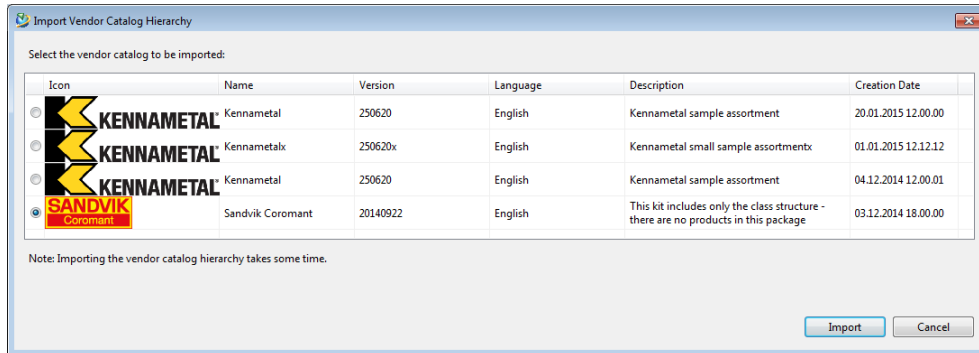 Import Vendor Catalog Hierarchy
Select the vendor catalog to be imported:
Icon Name Version Language Description Creation Date
KENNAMETAL Kennametal 250620 English Kennametal sample assortment 20.01.2015 12.00.00
KENNAMETAL Kennametalx 250620x English Kennametal small sample assortmentx 01.01.2015 12.12.12
KENNAMETAL Kennametal 250620 English Kennametal sample assortment 04.12.2014 12.00.01
SANDVIK
Coromant
Sandvik Coromant 20140922 English This kit includes only the class structure - 03.12.2014 18.00.00
there are no products in this package
Note: Importing the vendor catalog hierarchy takes some time.
Import Cancel